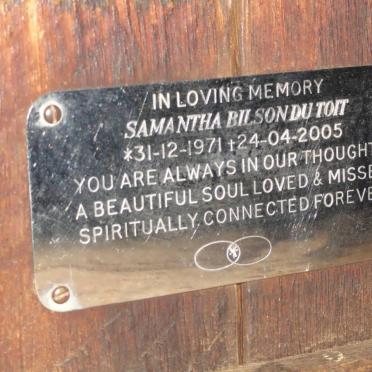 IN LOVING MEMORY
SAMANTHA BILSON DU TOIT
*31-12-1971 †24-04-2005
YOU ARE ALWAYS IN OUR THOUGHT
A BEAUTIFUL SOUL LOVED & MISSE
SPIRITUALLY CONNECTED FOREVE